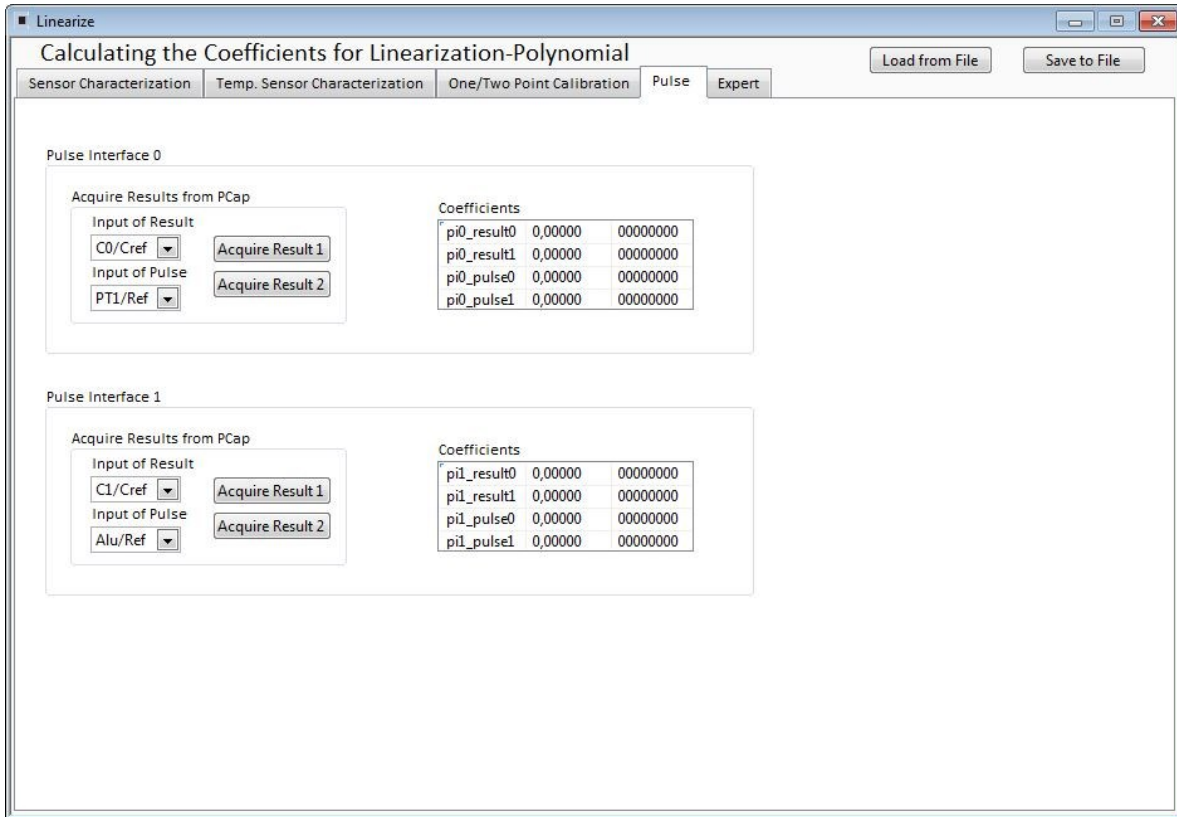 Linearize
Calculating the Coefficients for Linearization-Polynomial
Load from File
Save to File
Sensor Characterization
Temp. Sensor Characterization
One/Two Point Calibration
Pulse
Expert
Pulse Interface 0
Acquire Results from PCap
Input of Result
C0/Cref
Acquire Result 1
Input of Pulse
PT1/Ref
Acquire Result 2
Coefficients
pi0_result0 0,00000 00000000
pi0_result1 0,00000 00000000
pi0_pulse0 0,00000 00000000
pi0_pulse1 0,00000 00000000
Pulse Interface 1
Acquire Results from PCap
Input of Result
C1/Cref
Acquire Result 1
Input of Pulse
Alu/Ref
Acquire Result 2
Coefficients
pi1_result0 0,00000 00000000
pi1_result1 0,00000 00000000
pi1_pulse0 0,00000 00000000
pi1_pulse1 0,00000 00000000